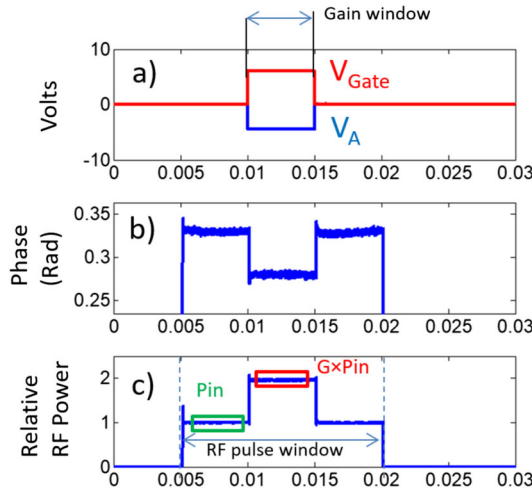 Gain window
10
0
-10
Volts
a)
V_Gate
V_A
0 0.005 0.01 0.015 0.02 0.025 0.03
0.35
0.3
0.25
Phase
(Rad)
b)
0 0.005 0.01 0.015 0.02 0.025 0.03
2
1
0
Relative
RF Power
c)
Pin
G×Pin
RF pulse window
0 0.005 0.01 0.015 0.02 0.025 0.03